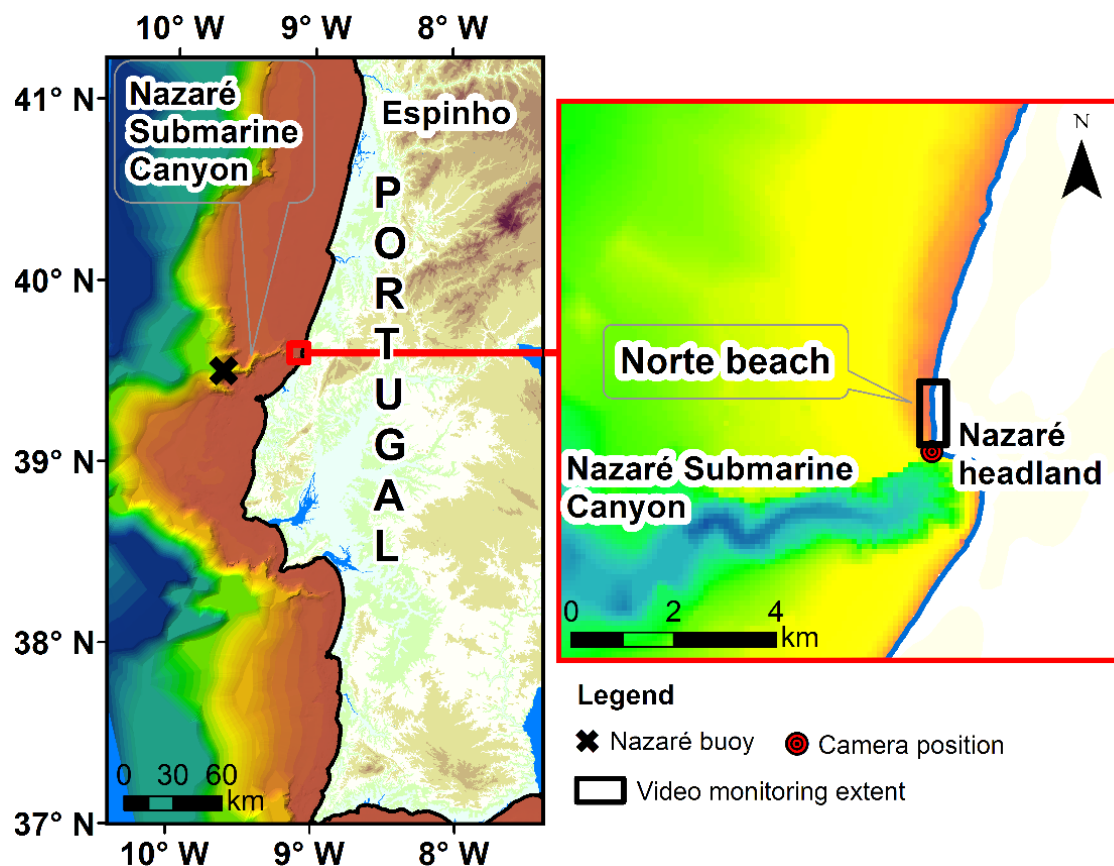 10° W 9° W 8° W
41° N
40° N
39° N
38° N
37° N
Nazaré
Submarine
Canyon
Espinho
PORTUGAL
0 30 60
km
10° W 9° W 8° W
N
Norte beach
Nazaré
headland
Nazaré Submarine
Canyon
0 2 4
km
Legend
Nazaré buoy
Camera position
Video monitoring extent